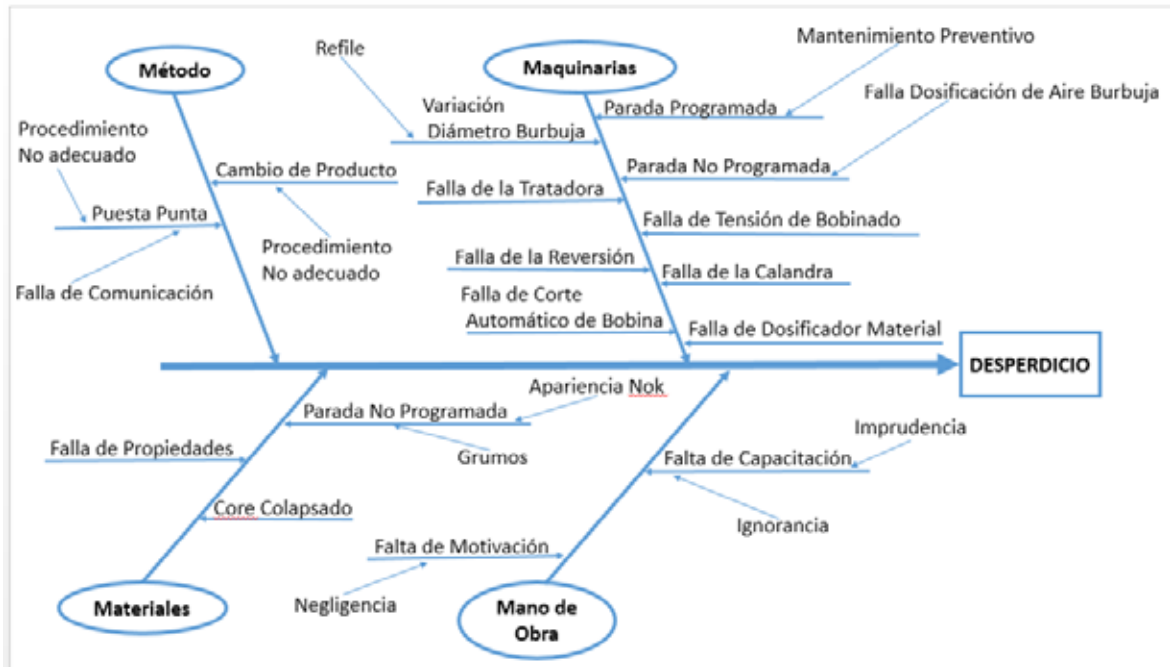 Método
Procedimiento
No adecuado
Puesta Punta
Falla de Comunicación
Cambio de Producto
Procedimiento
No adecuado
Maquinarias
Refile
Variación
Diámetro Burbuja
Falla de la Tratadora
Falla de la Reversión
Falla de Corte
Automático de Bobina
Mantenimiento Preventivo
Parada Programada
Falla Dosificación de Aire Burbuja
Parada No Programada
Falla de Tensión de Bobinado
Falla de la Calandra
Falla de Dosificador Material
DESPERDICIO
Apariencia Nok
Parada No Programada
Grumos
Falla de Propiedades
Core Colapsado
Materiales
Imprudencia
Falta de Capacitación
Ignorancia
Falta de Motivación
Negligencia
Mano de
Obra